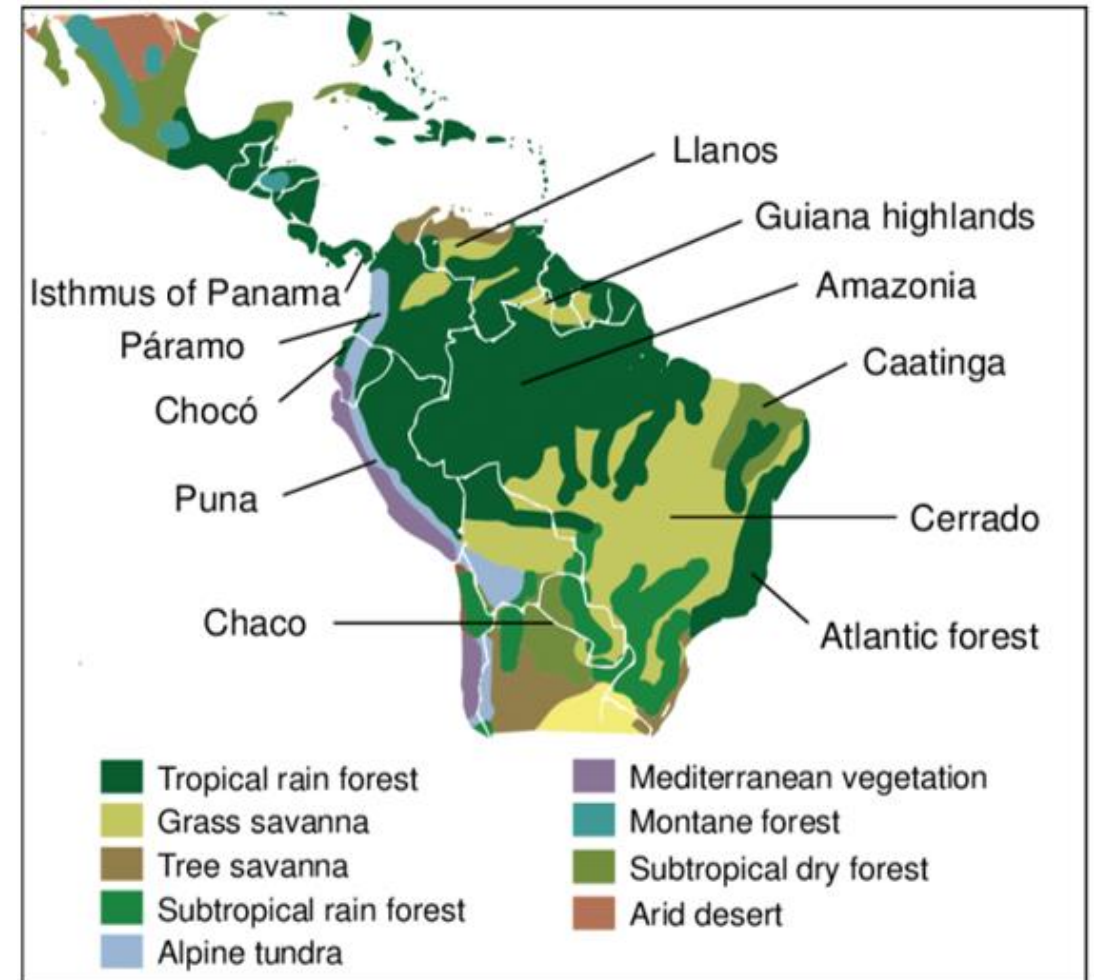 Llanos
Guiana highlands
Isthmus of Panama
Amazonia
Páramo
Caatinga
Chocó
Puna
Cerrado
Chaco
Atlantic forest
Tropical rain forest
Grass savanna
Tree savanna
Subtropical rain forest
Alpine tundra
Mediterranean vegetation
Montane forest
Subtropical dry forest
Arid desert